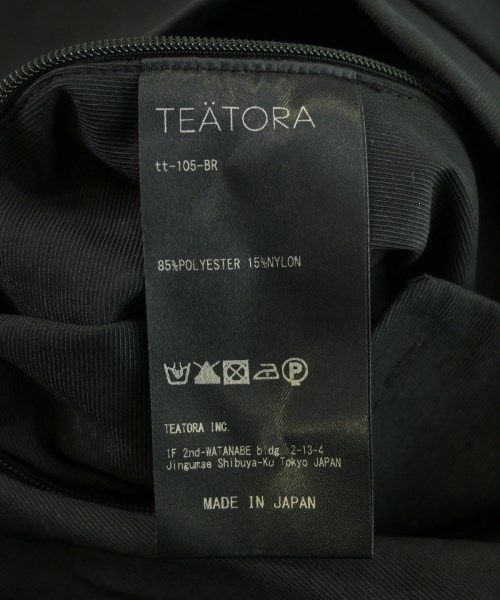 TEÄTORA
tt-105-BR
85%POLYESTER 15%NYLON
P
TEATORA INC.
1F 2nd-WATANABE bldg. 2-13-4
Jingumae Shibuya-Ku Tokyo JAPAN
MADE IN JAPAN